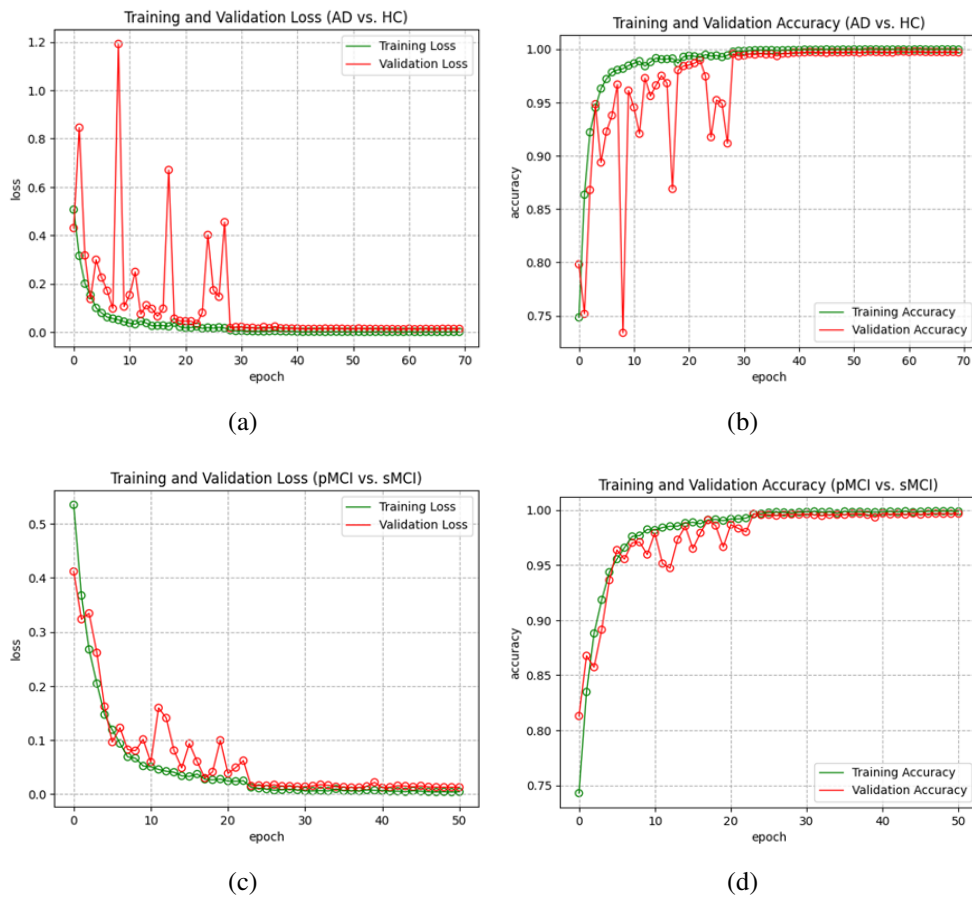 Training and Validation Loss (AD vs. HC)
1.2
1.0
0.8
0.6
0.4
0.2
0.0
loss
0 10 20 30 40 50 60 70
epoch
Training Loss
Validation Loss
(a)
Training and Validation Accuracy (AD vs. HC)
1.00
0.95
0.90
0.85
0.80
0.75
accuracy
0 10 20 30 40 50 60 70
epoch
Training Accuracy
Validation Accuracy
(b)
Training and Validation Loss (pMCI vs. sMCI)
0.5
0.4
0.3
0.2
0.1
0.0
loss
0 10 20 30 40 50
epoch
Training Loss
Validation Loss
(c)
Training and Validation Accuracy (pMCI vs. sMCI)
1.00
0.95
0.90
0.85
0.80
0.75
accuracy
0 10 20 30 40 50
epoch
Training Accuracy
Validation Accuracy
(d)